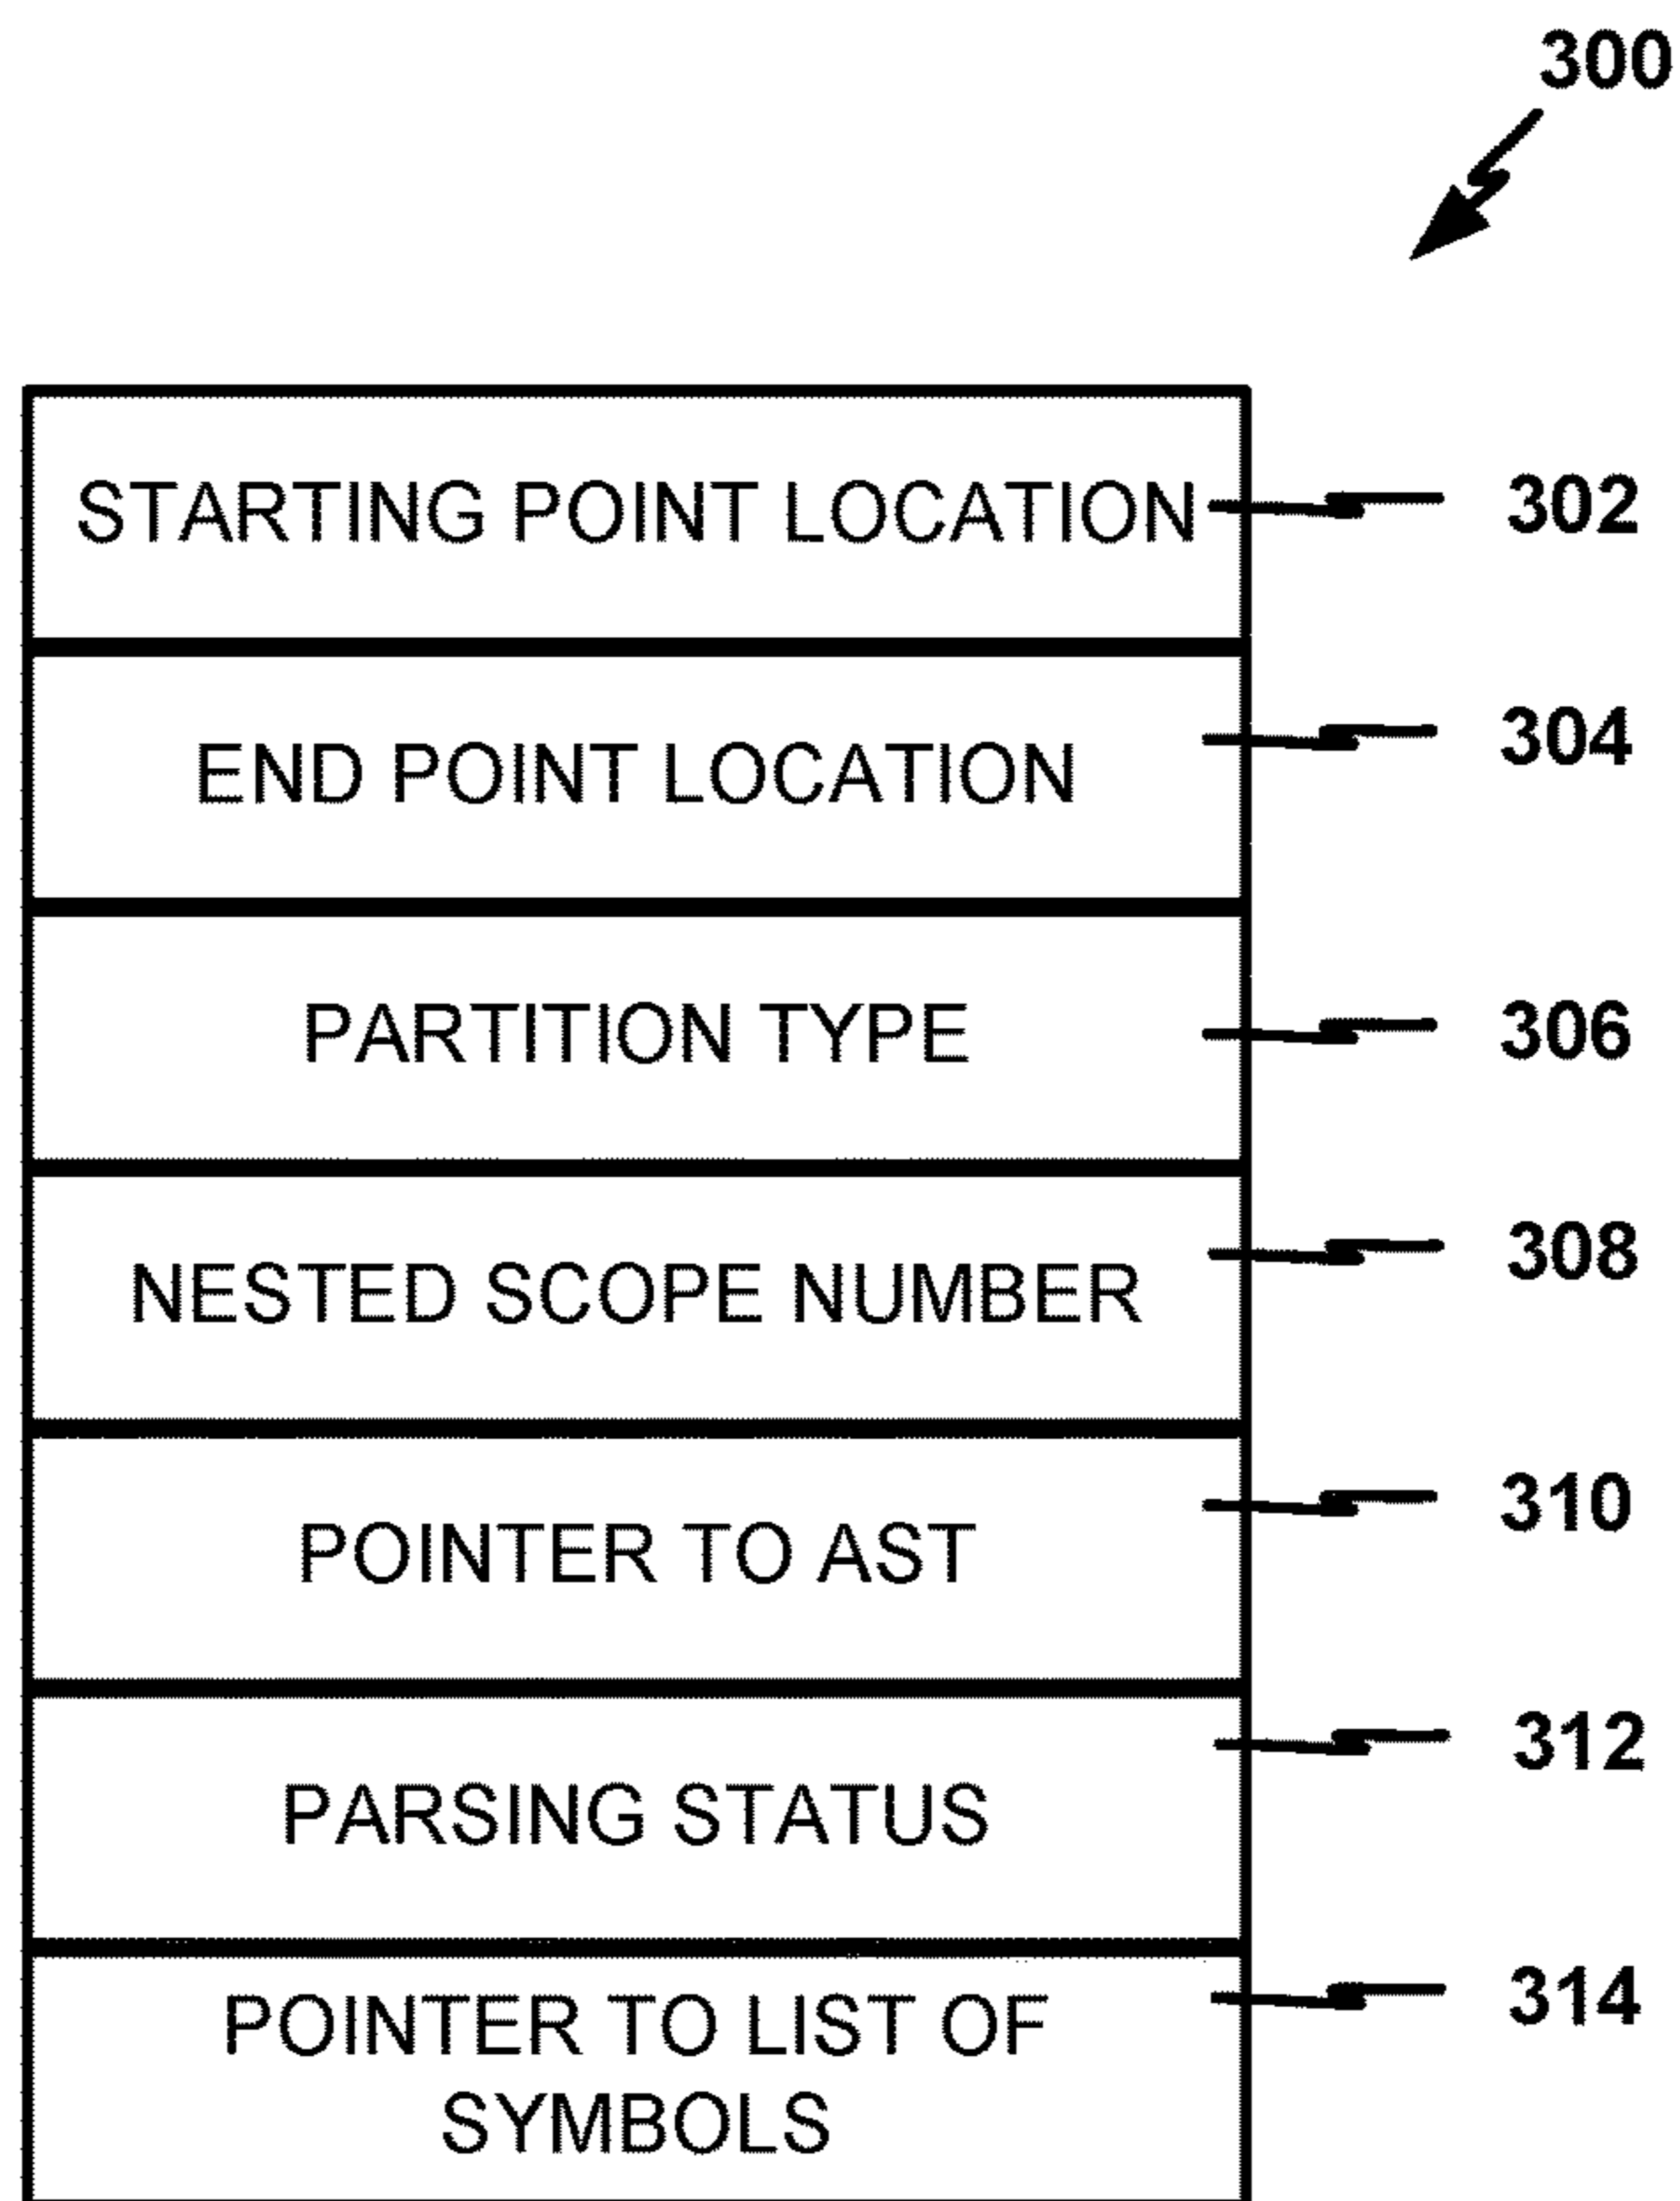 300
STARTING POINT LOCATION 302
END POINT LOCATION 304
PARTITION TYPE 306
NESTED SCOPE NUMBER 308
POINTER TO AST 310
PARSING STATUS 312
POINTER TO LIST OF 314
SYMBOLS